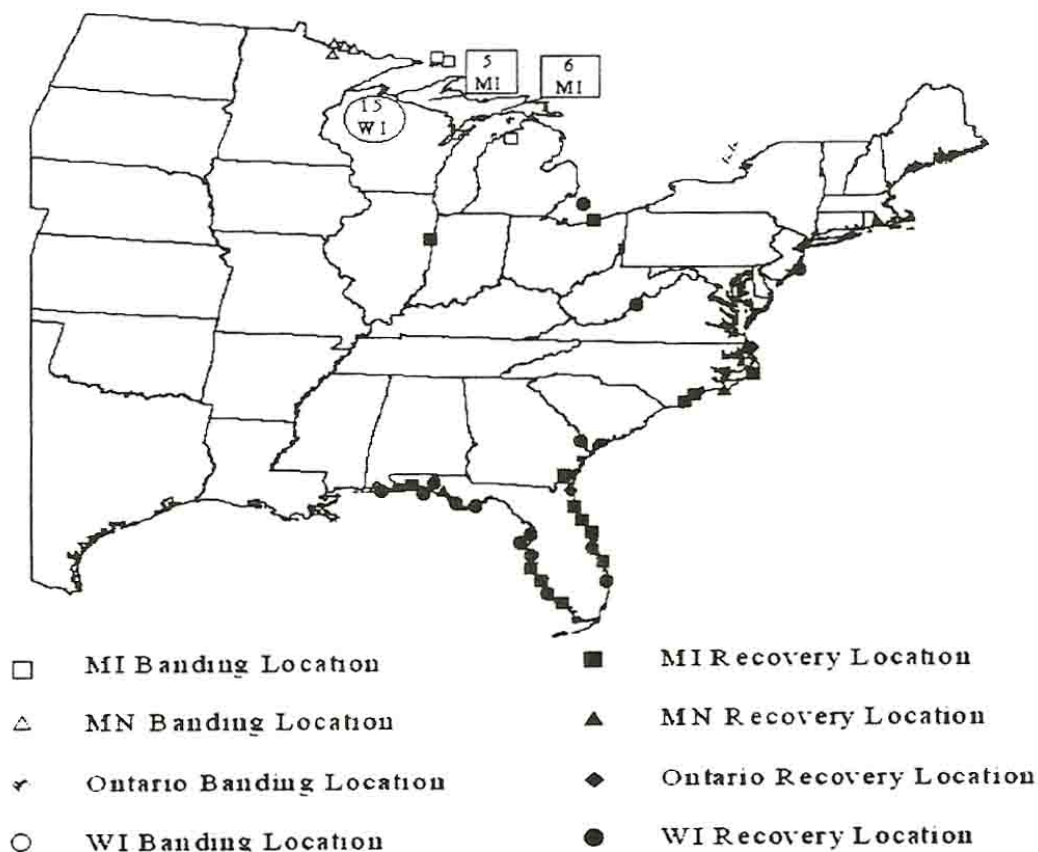 5
MI
6
MI
15
WI
MI Banding Location
MI Recovery Location
MN Banding Location
MN Recovery Location
Ontario Banding Location
Ontario Recovery Location
WI Banding Location
WI Recovery Location